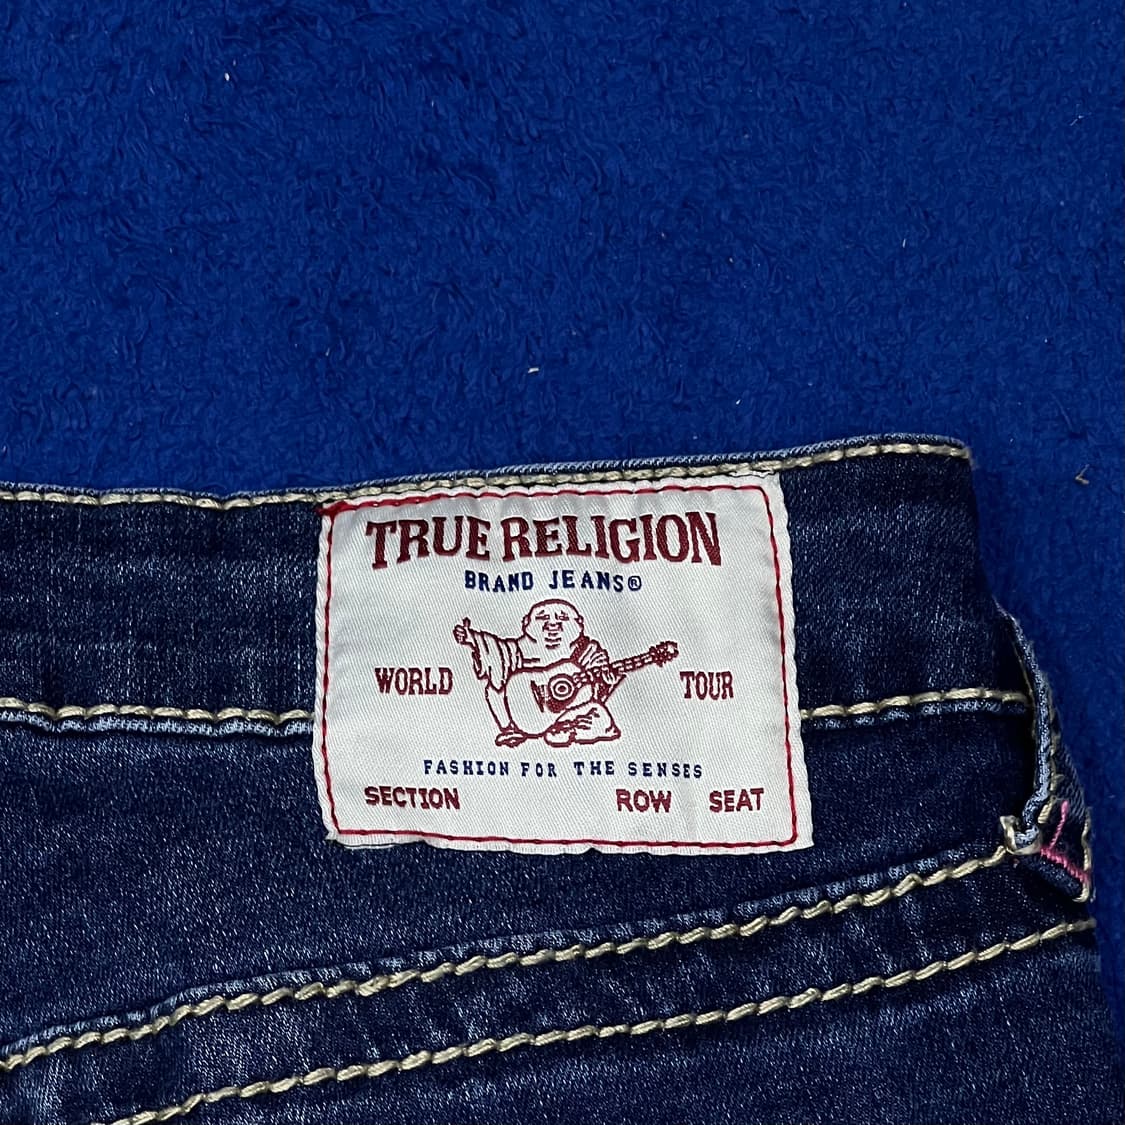 TRUE RELIGION
BRAND JEANS®
WORLD TOUR
FASHION FOR THE SENSES
SECTION ROW SEAT